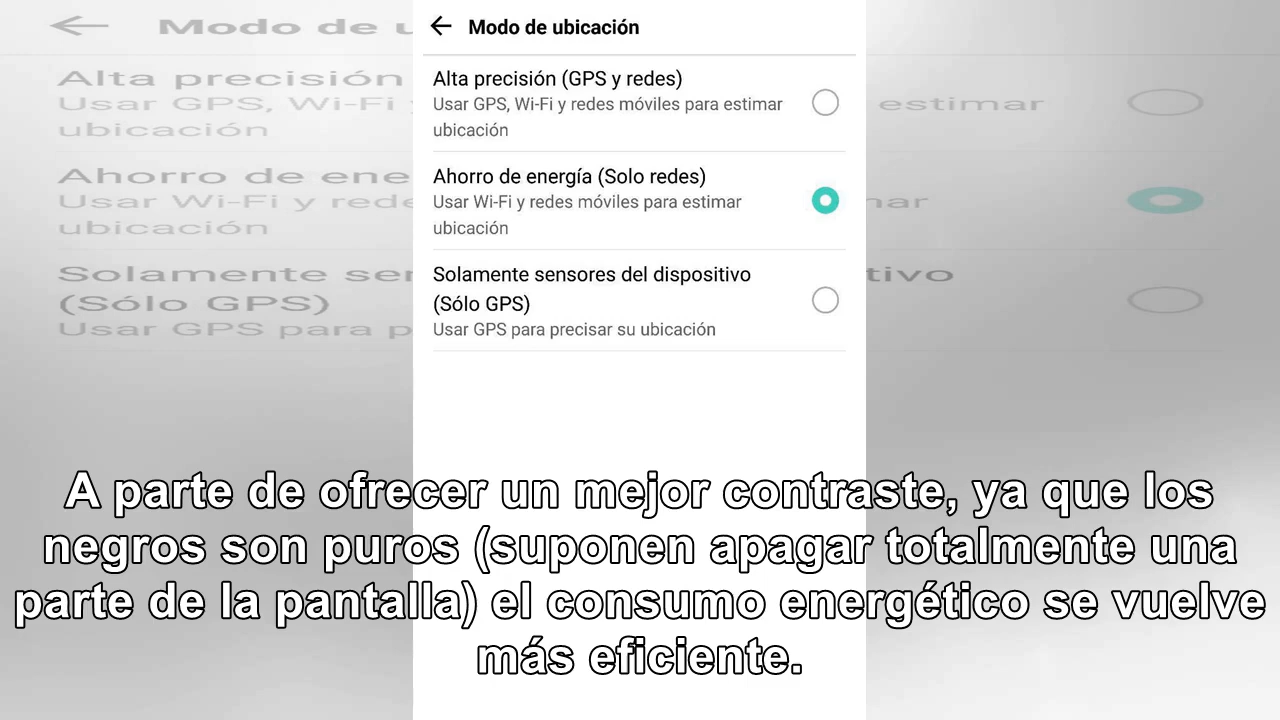 Modo de ubicación
Alta precisión (GPS y redes)
Usar GPS, Wi-Fi y redes móviles para estimar
ubicación
Ahorro de energía (Solo redes)
Usar Wi-Fi y redes móviles para estimar
ubicación
Solamente sensores del dispositivo
(Sólo GPS)
Usar GPS para precisar su ubicación
A parte de ofrecer un mejor contraste, ya que los
negros son puros (suponen apagar totalmente una
parte de la pantalla) el consumo energético se vuelve
más eficiente.